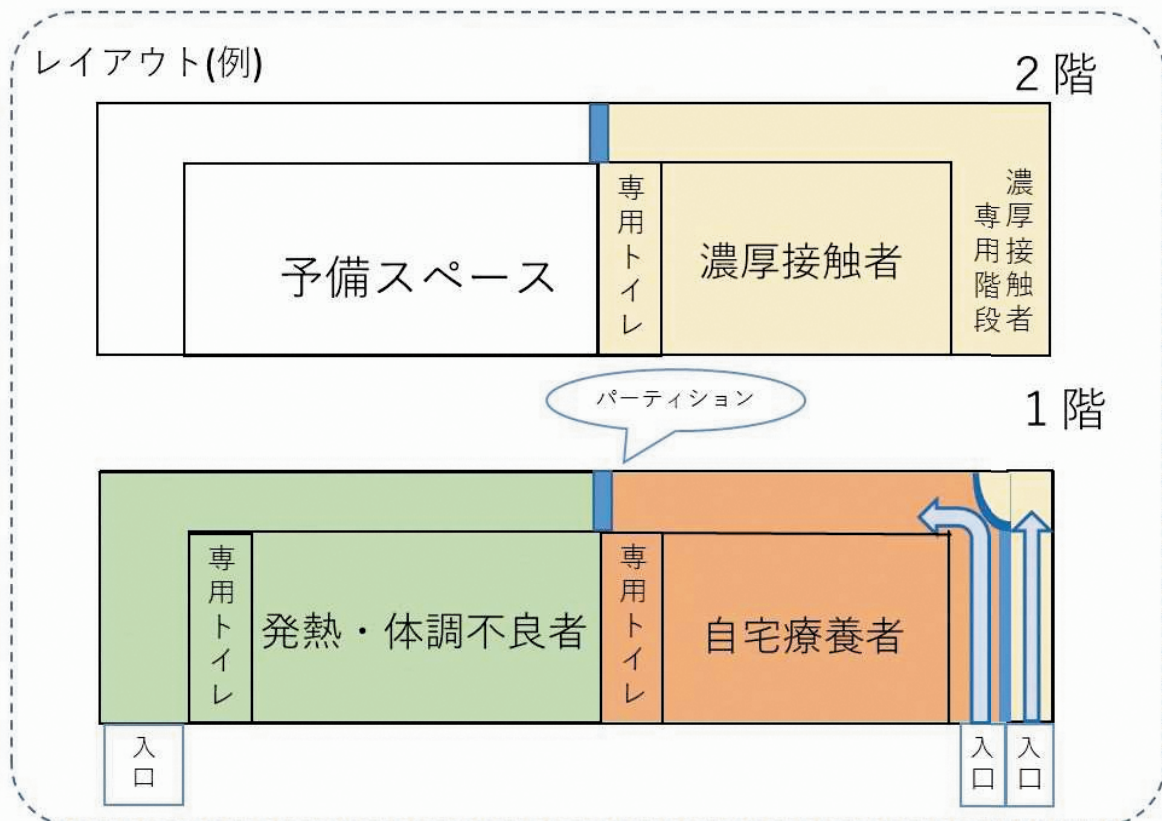 レイアウト(例)
2階
予備スペース
専用トイレ
濃厚接触者
濃厚接触者
専用階段
パーティション
1階
専用トイレ
発熱・体調不良者
専用トイレ
自宅療養者
入口
入口
入口